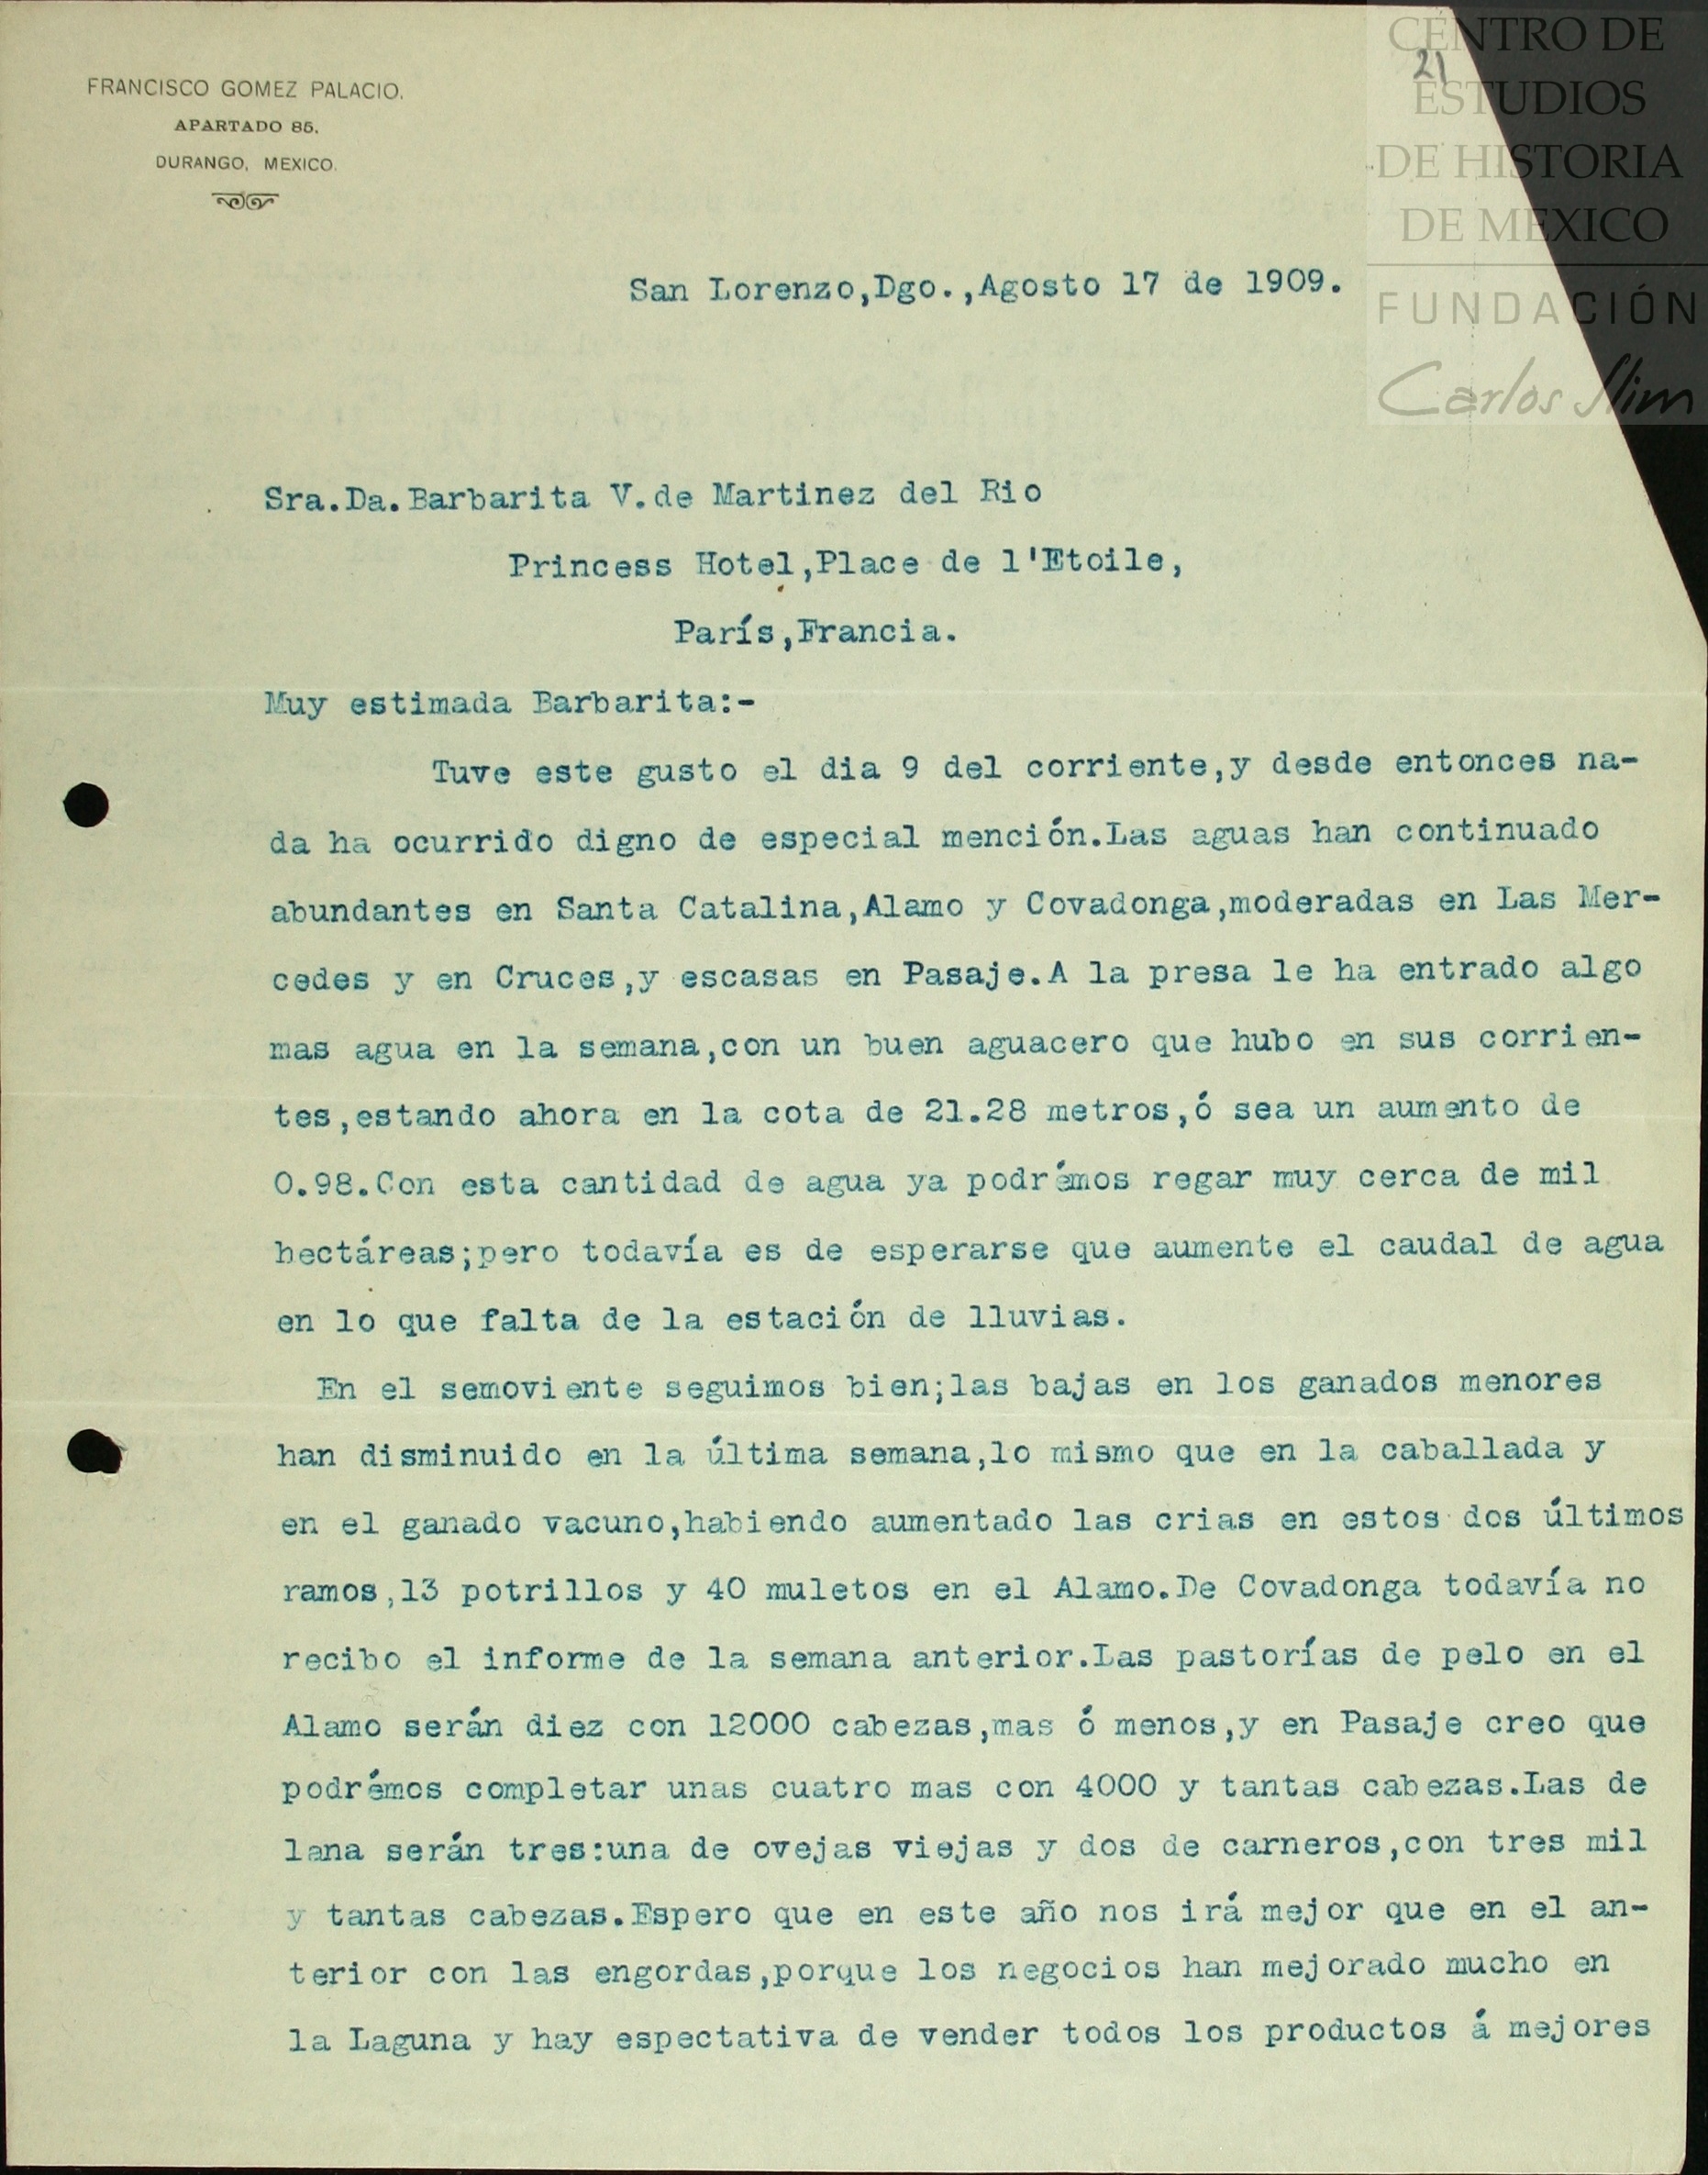 FRANCISCO GOMEZ PALACIO.
APARTADO 85.
DURANGO, MEXICO.
21
CENTRO DE
ESTUDIOS
DE HISTORIA
DE MEXICO
FUNDACIÓN
Carlos Slim
San Lorenzo,Dgo.,Agosto 17 de 1909.
Sra.Da.Barbarita V.de Martinez del Rio
Princess Hotel,Place de l'Etoile,
París,Francia.
Muy estimada Barbarita:-
Tuve este gusto el dia 9 del corriente,y desde entonces na-
da ha ocurrido digno de especial mención.Las aguas han continuado
abundantes en Santa Catalina,Alamo y Covadonga,moderadas en Las Mer-
cedes y en Cruces,y escasas en Pasaje.A la presa le ha entrado algo
mas agua en la semana,con un buen aguacero que hubo en sus corrien-
tes,estando ahora en la cota de 21.28 metros,ó sea un aumento de
0.98.Con esta cantidad de agua ya podrémos regar muy cerca de mil
hectáreas;pero todavía es de esperarse que aumente el caudal de agua
en lo que falta de la estación de lluvias.
En el semoviente seguimos bien;las bajas en los ganados menores
han disminuido en la última semana,lo mismo que en la caballada y
en el ganado vacuno,habiendo aumentado las crias en estos dos últimos
ramos,13 potrillos y 40 muletos en el Alamo.De Covadonga todavía no
recibo el informe de la semana anterior.Las pastorías de pelo en el
Alamo serán diez con 12000 cabezas,mas ó menos,y en Pasaje creo que
podrémos completar unas cuatro mas con 4000 y tantas cabezas.Las de
lana serán tres:una de ovejas viejas y dos de carneros,con tres mil
y tantas cabezas.Espero que en este año nos irá mejor que en el an-
terior con las engordas,porque los negocios han mejorado mucho en
la Laguna y hay espectativa de vender todos los productos á mejores